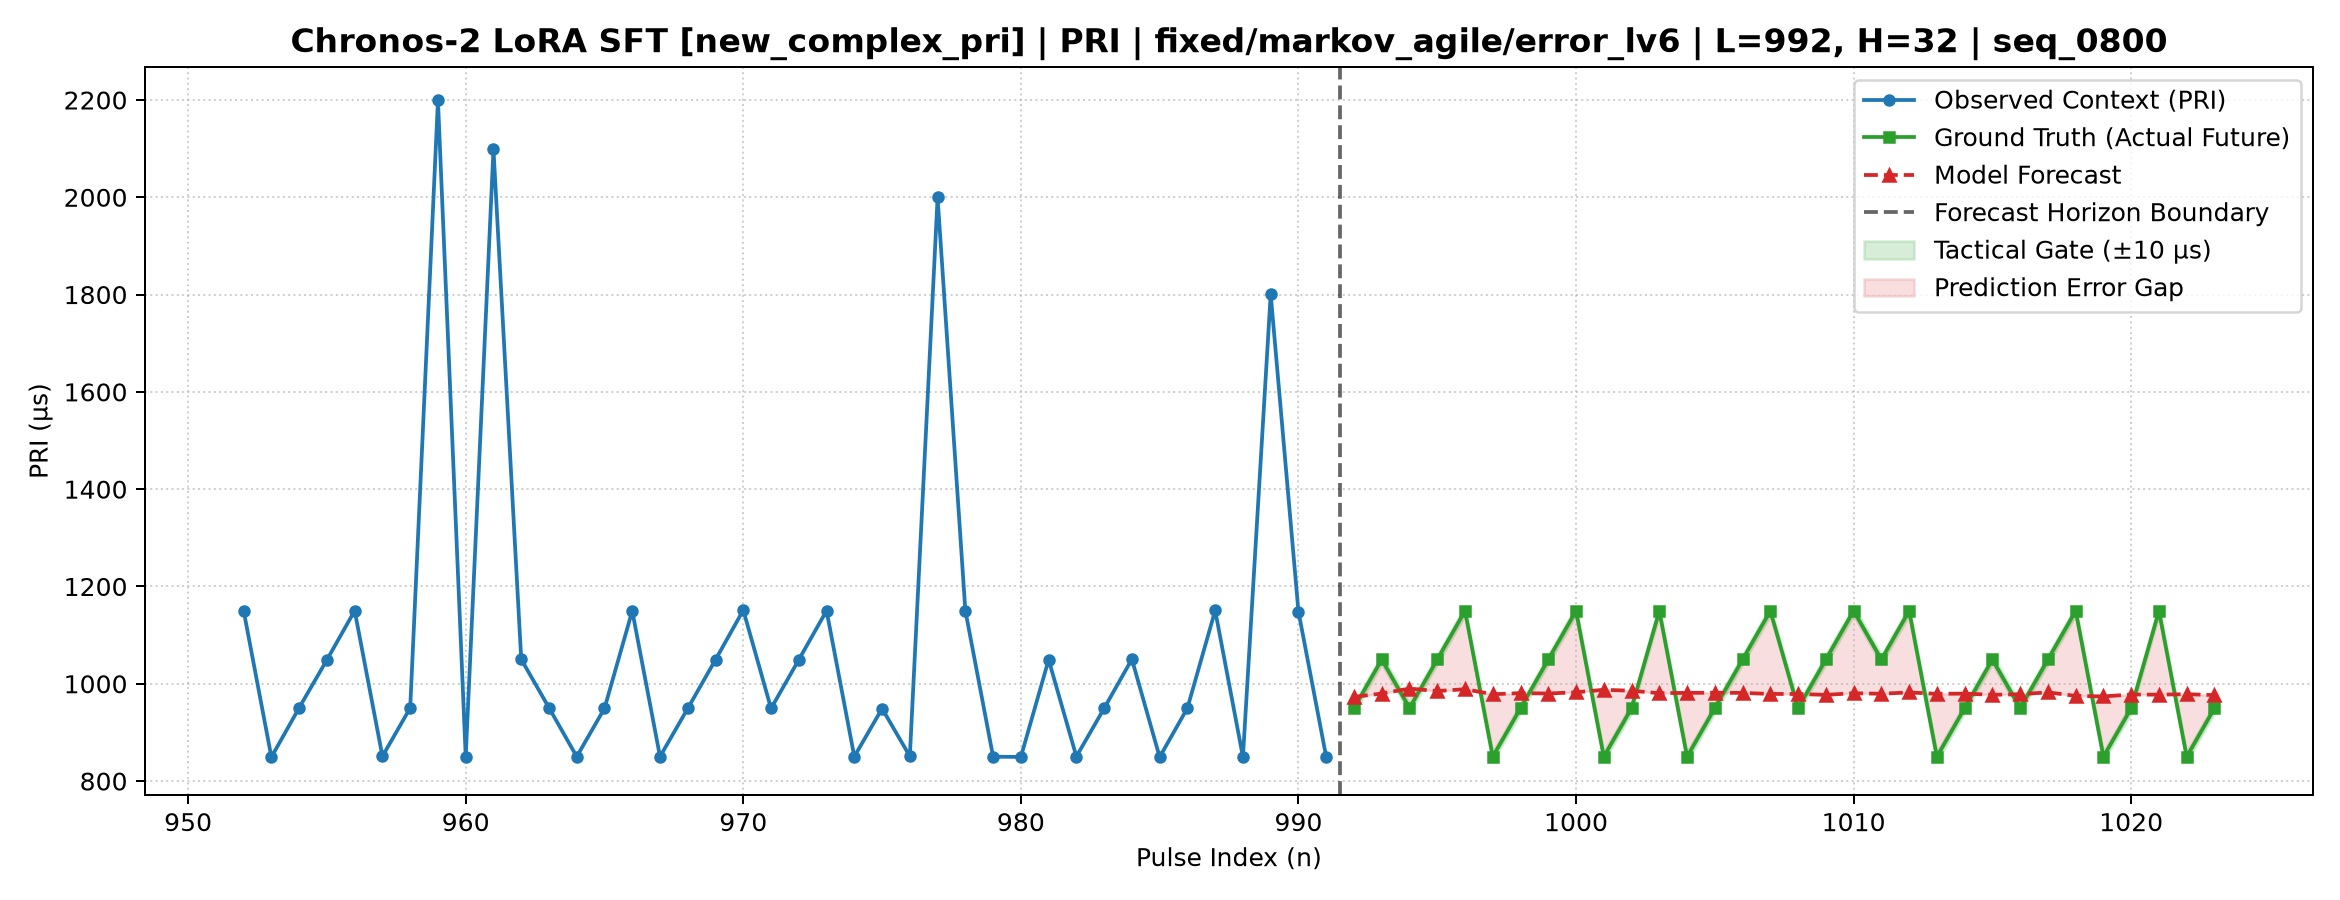 Chronos-2 LoRA SFT [new_complex_pri] | PRI | fixed/markov_agile/error_lv6 | L=992, H=32 | seq_0800
Observed Context (PRI)
Ground Truth (Actual Future)
Model Forecast
Forecast Horizon Boundary
Tactical Gate (±10 µs)
Prediction Error Gap
PRI (µs)
2200
2000
1800
1600
1400
1200
1000
800
950 960 970 980 990 1000 1010 1020
Pulse Index (n)